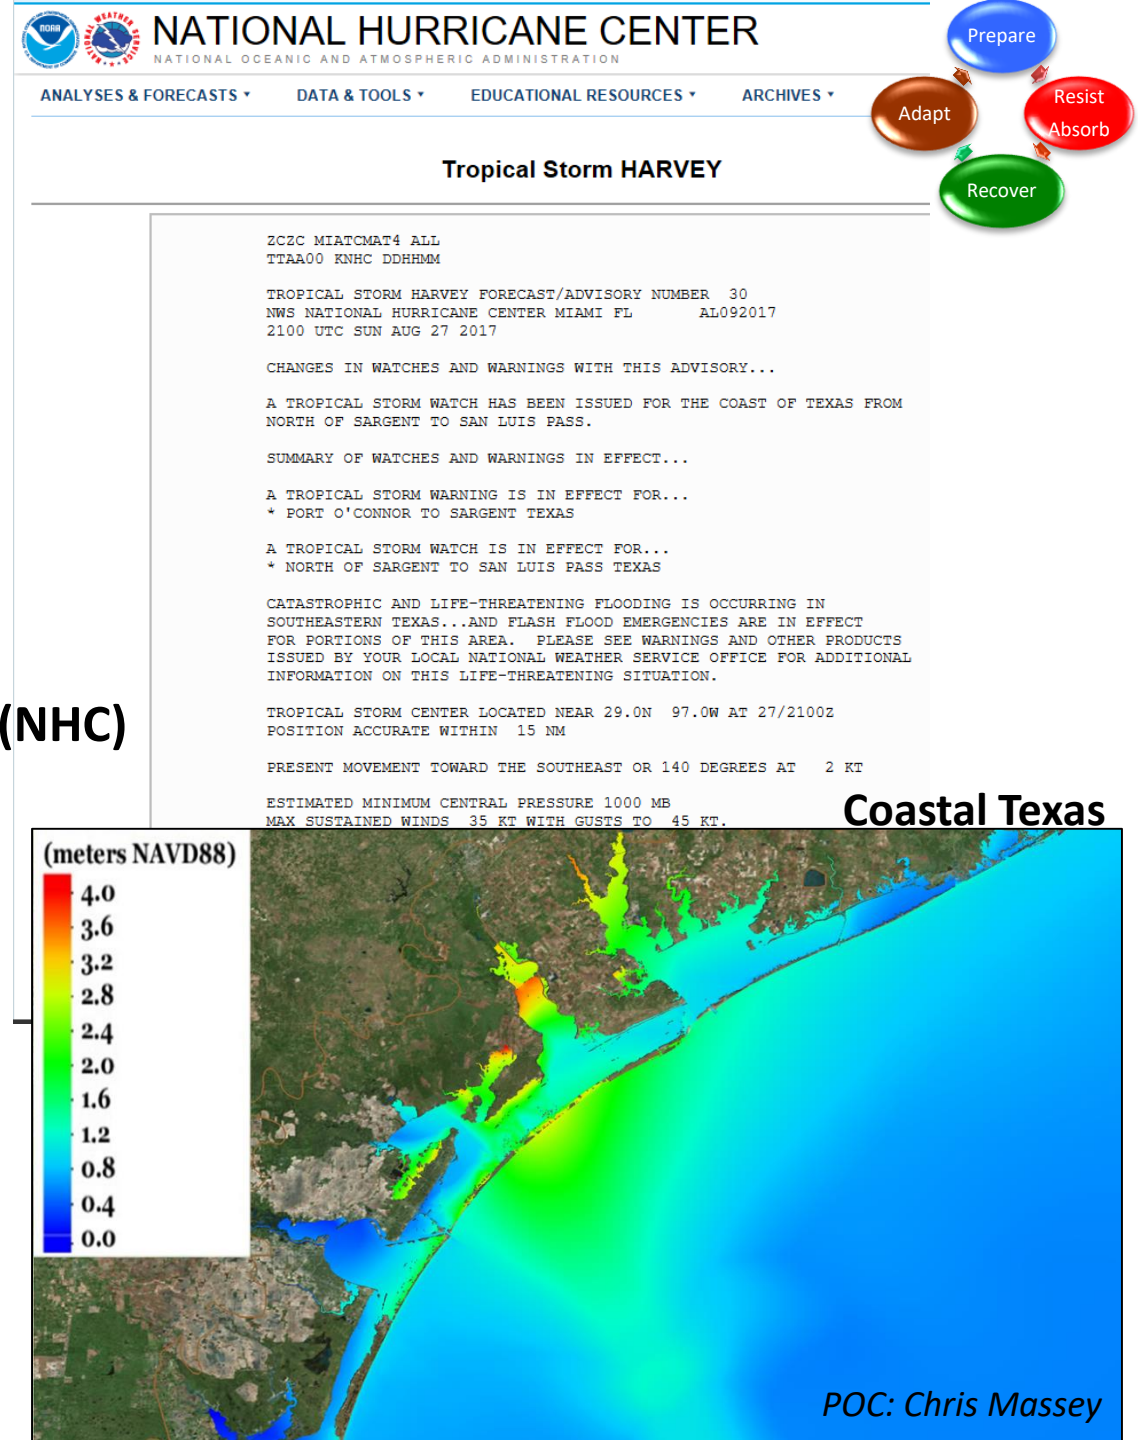 NATIONAL HURRICANE CENTER
NATIONAL OCEANIC AND ATMOSPHERIC ADMINISTRATION
ANALYSES & FORECASTS ▾ DATA & TOOLS ▾ EDUCATIONAL RESOURCES ▾ ARCHIVES ▾
Prepare
Resist
Absorb
Recover
Adapt
Tropical Storm HARVEY
ZCZC MIATCMAT4 ALL
TTAA00 KNHC DDHHMM
TROPICAL STORM HARVEY FORECAST/ADVISORY NUMBER 30
NWS NATIONAL HURRICANE CENTER MIAMI FL AL092017
2100 UTC SUN AUG 27 2017
CHANGES IN WATCHES AND WARNINGS WITH THIS ADVISORY...
A TROPICAL STORM WATCH HAS BEEN ISSUED FOR THE COAST OF TEXAS FROM
NORTH OF SARGENT TO SAN LUIS PASS.
SUMMARY OF WATCHES AND WARNINGS IN EFFECT...
A TROPICAL STORM WARNING IS IN EFFECT FOR...
* PORT O'CONNOR TO SARGENT TEXAS
A TROPICAL STORM WATCH IS IN EFFECT FOR...
* NORTH OF SARGENT TO SAN LUIS PASS TEXAS
CATASTROPHIC AND LIFE-THREATENING FLOODING IS OCCURRING IN
SOUTHEASTERN TEXAS...AND FLASH FLOOD EMERGENCIES ARE IN EFFECT
FOR PORTIONS OF THIS AREA. PLEASE SEE WARNINGS AND OTHER PRODUCTS
ISSUED BY YOUR LOCAL NATIONAL WEATHER SERVICE OFFICE FOR ADDITIONAL
INFORMATION ON THIS LIFE-THREATENING SITUATION.
(NHC)
TROPICAL STORM CENTER LOCATED NEAR 29.0N 97.0W AT 27/2100Z
POSITION ACCURATE WITHIN 15 NM
PRESENT MOVEMENT TOWARD THE SOUTHEAST OR 140 DEGREES AT 2 KT
ESTIMATED MINIMUM CENTRAL PRESSURE 1000 MB
MAX SUSTAINED WINDS 35 KT WITH GUSTS TO 45 KT.
Coastal Texas
(meters NAVD88)
4.0
3.6
3.2
2.8
2.4
2.0
1.6
1.2
0.8
0.4
0.0
POC: Chris Massey